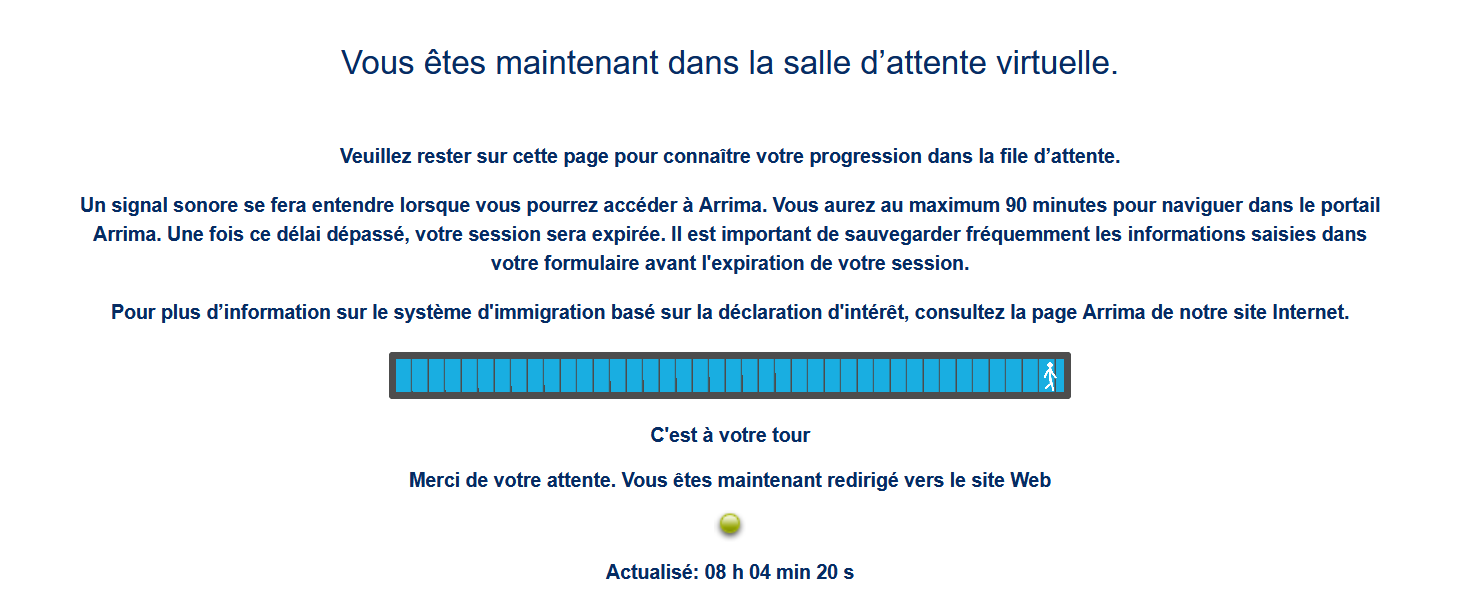 Vous êtes maintenant dans la salle d’attente virtuelle.
Veuillez rester sur cette page pour connaître votre progression dans la file d’attente.
Un signal sonore se fera entendre lorsque vous pourrez accéder à Arrima. Vous aurez au maximum 90 minutes pour naviguer dans le portail
Arrima. Une fois ce délai dépassé, votre session sera expirée. Il est important de sauvegarder fréquemment les informations saisies dans
votre formulaire avant l'expiration de votre session.
Pour plus d’information sur le système d'immigration basé sur la déclaration d'intérêt, consultez la page Arrima de notre site Internet.
C'est à votre tour
Merci de votre attente. Vous êtes maintenant redirigé vers le site Web
Actualisé: 08 h 04 min 20 s